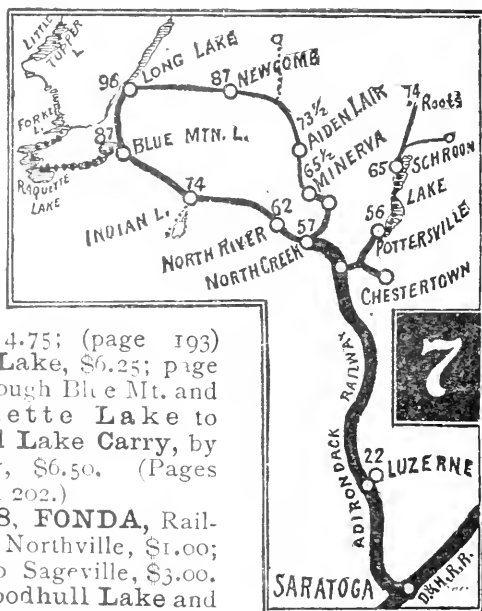 LITTLE
TUPPER
L.
LONG LAKE
96
87
NEWCOMB
FORKED
L.
87
BLUE MTN. L.
RAQUETTE
LAKE
73½
AIDEN LAIR
65½
MINERVA
74
Roots
65
SCHROON
LAKE
74
INDIAN L.
62
NORTH RIVER
57
NORTH CREEK
56
POTTERSVILLE
CHESTERTOWN
7
ADIRONDACK RAILWAY
22
LUZERNE
SARATOGA
D&H.R.R.
4.75; (page 193)
Lake, $6.25; page
ough Blue Mt. and
ette Lake to
l Lake Carry, by
, $6.50. (Pages
202.)
8, FONDA, Rail-
Northville, $1.00;
o Sageville, $3.00.
oodhull Lake and